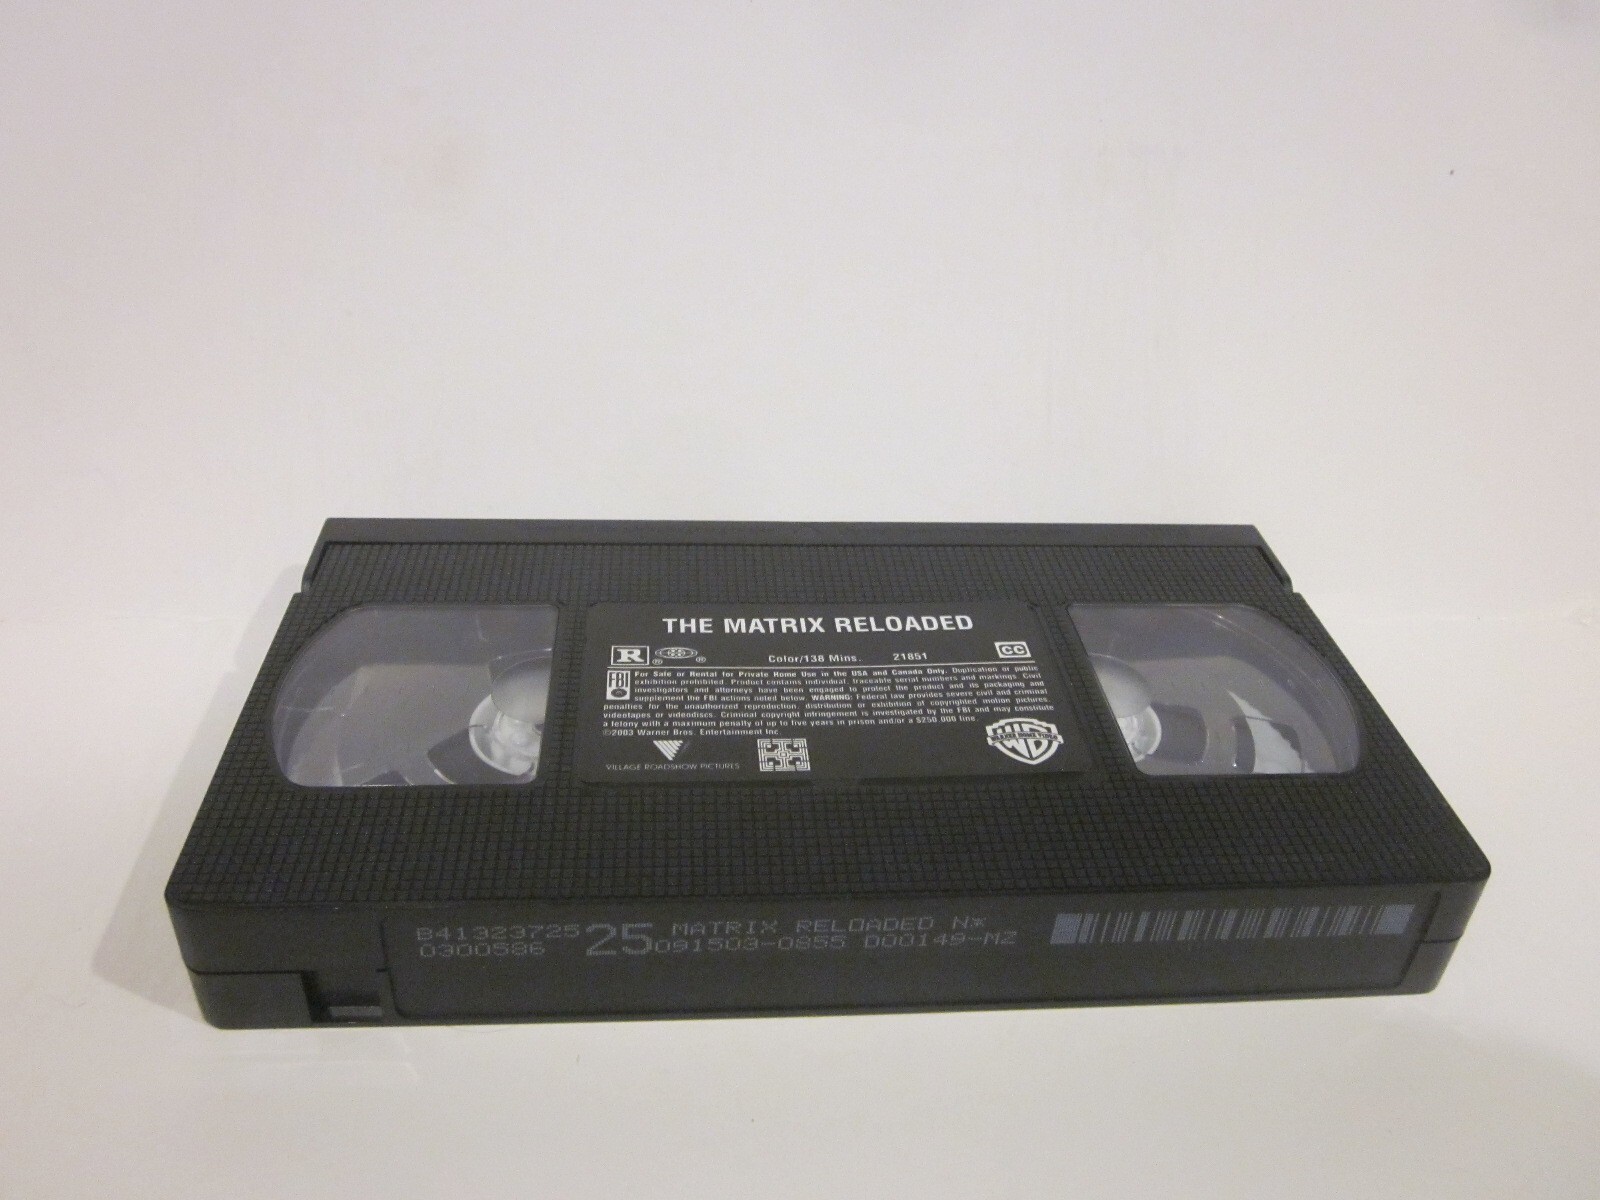 THE MATRIX RELOADED
R ® ®
Color/138 Mins. 21851
CC
FBI
For Sale or Rental for Private Home Use in the USA and Canada Only. Duplication or public
exhibition prohibited. Product contains individual, traceable serial numbers and markings. Civil
investigators and attorneys have been engaged to protect the product and its packaging and
supplement the FBI actions noted below. WARNING: Federal law provides severe civil and criminal
penalties for the unauthorized reproduction, distribution or exhibition of copyrighted motion pictures,
videotapes or videodiscs. Criminal copyright infringement is investigated by the FBI and may constitute
a felony with a maximum penalty of up to five years in prison and/or a $250,000 fine.
©2003 Warner Bros. Entertainment Inc.
VILLAGE ROADSHOW PICTURES
WB
WARNER HOME VIDEO
B41323725 25 MATRIX RELOADED N*
0300586 091503-0855 D00149-MZ